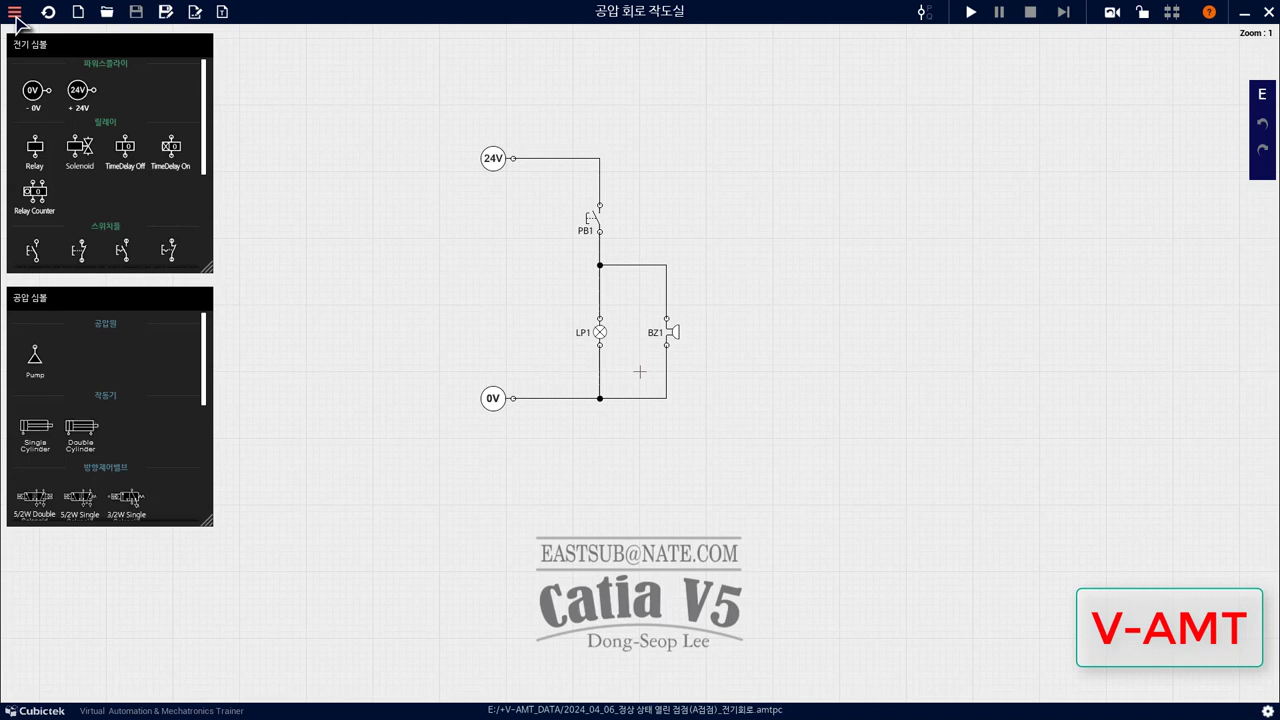 공압 회로 작도실
Zoom : 1
전기 심볼
파워스플라이
0V
24V
- 0V
+ 24V
릴레이
Relay
Solenoid
TimeDelay Off
TimeDelay On
Relay Counter
스위치들
공압 심볼
공압원
Pump
작동기
Single
Cylinder
Double
Cylinder
방향제어밸브
5/2W Double
5/2W Single
3/2W Single
24V
PB1
LP1
BZ1
0V
E
EASTSUB@NATE.COM
Catia V5
Dong-Seop Lee
V-AMT
Cubictek
Virtual Automation & Mechatronics Trainer
E:/+V-AMT_DATA/2024_04_06_정상 상태 열린 접점(A접점)_전기회로.amtpc